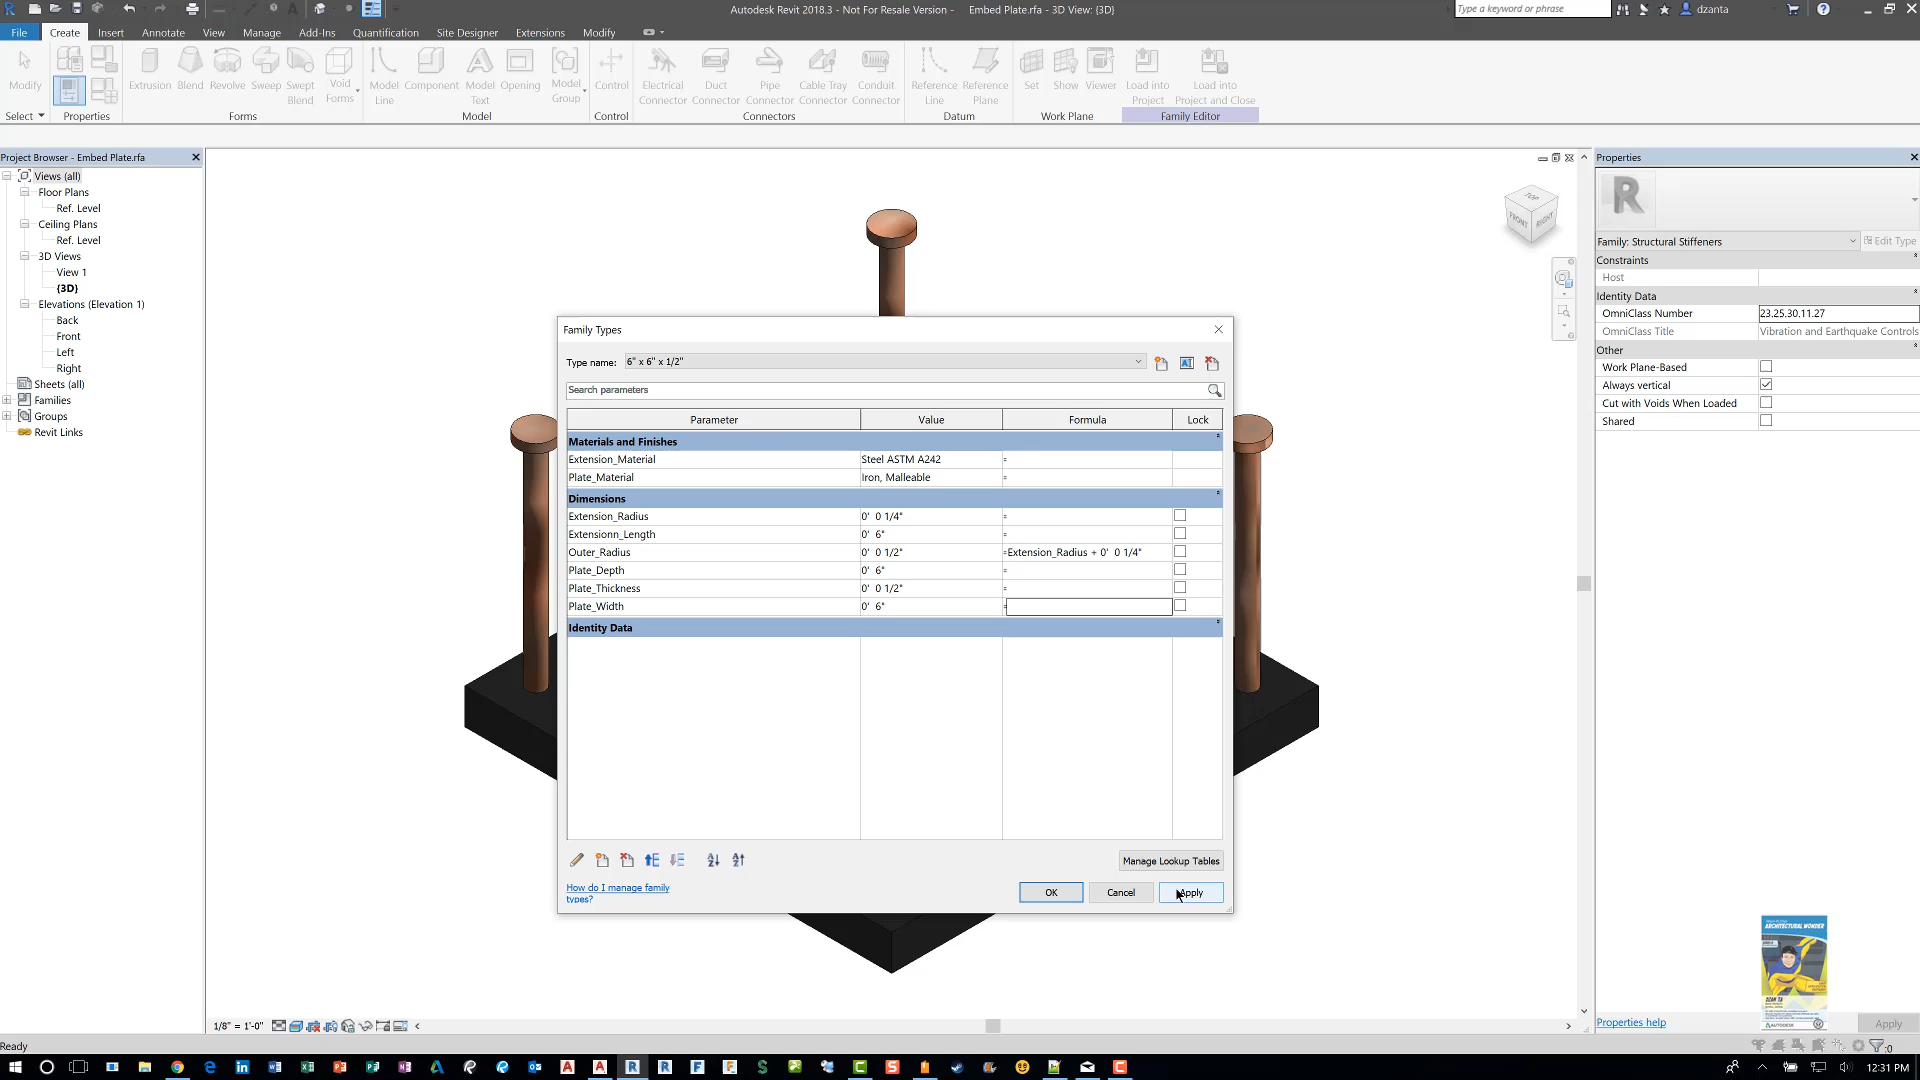 Autodesk Revit 2018.3 - Not For Resale Version - Embed Plate.rfa - 3D View: {3D}
Type a keyword or phrase
dzanta
File Create Insert Annotate View Manage Add-Ins Quantification Site Designer Extensions Modify
Modify
Extrusion Blend Revolve Sweep Swept Blend Void Forms
Model Line Component Model Text Opening Model Group
Control
Electrical Connector Duct Connector Pipe Connector Cable Tray Connector Conduit Connector
Reference Line Reference Plane
Set Show Viewer
Load into Project Load into Project and Close
Select Properties Forms Model Control Connectors Datum Work Plane Family Editor
Project Browser - Embed Plate.rfa
Views (all)
Floor Plans
Ref. Level
Ceiling Plans
Ref. Level
3D Views
View 1
{3D}
Elevations (Elevation 1)
Back
Front
Left
Right
Sheets (all)
Families
Groups
Revit Links
TOP
FRONT RIGHT
Family Types
Type name: 6" x 6" x 1/2"
Search parameters
Parameter Value Formula Lock
Materials and Finishes
Extension_Material Steel ASTM A242 =
Plate_Material Iron, Malleable =
Dimensions
Extension_Radius 0' 0 1/4" =
Extensionn_Length 0' 6" =
Outer_Radius 0' 0 1/2" =Extension_Radius + 0' 0 1/4"
Plate_Depth 0' 6" =
Plate_Thickness 0' 0 1/2" =
Plate_Width 0' 6" =
Identity Data
Manage Lookup Tables
How do I manage family types?
OK Cancel Apply
Properties
Family: Structural Stiffeners Edit Type
Constraints
Host
Identity Data
OmniClass Number 23.25.30.11.27
OmniClass Title Vibration and Earthquake Controls
Other
Work Plane-Based
Always vertical
Cut with Voids When Loaded
Shared
ARCHITECTURAL WONDER
AUTODESK
Properties help Apply
1/8" = 1'-0"
Ready
:0
12:31 PM